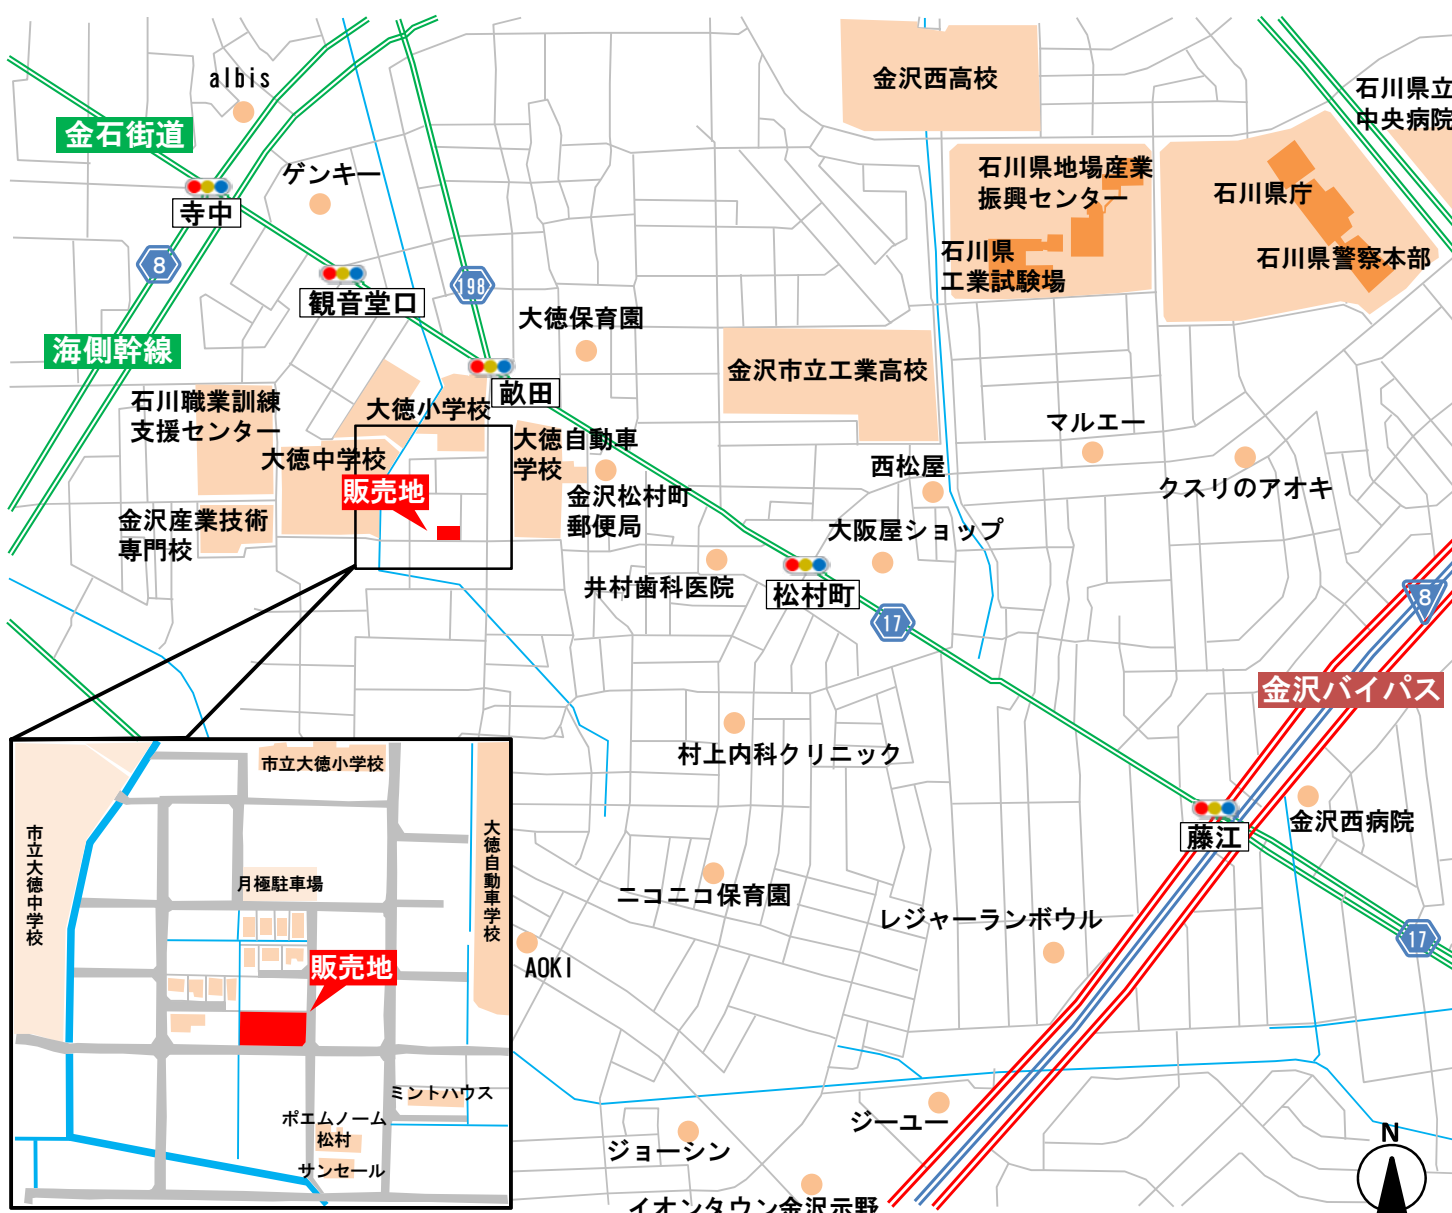 albis
金沢西高校
石川県立
中央病院
金石街道
ゲンキー
石川県地場産業
振興センター
石川県庁
寺中
8
石川県
工業試験場
石川県警察本部
観音堂口
198
大徳保育園
海側幹線
金沢市立工業高校
畝田
石川職業訓練
支援センター
大徳小学校
大徳自動車
学校
マルエー
大徳中学校
西松屋
クスリのアオキ
販売地
金沢松村町
郵便局
金沢産業技術
専門校
大阪屋ショップ
井村歯科医院
松村町
17
8
金沢バイパス
村上内科クリニック
藤江
金沢西病院
ニコニコ保育園
レジャーランボウル
17
AOKI
ジーユー
ジョーシン
イオンタウン金沢示野
N
市立大徳小学校
市立大徳中学校
大徳自動車学校
月極駐車場
販売地
ミントハウス
ポエムノーム
松村
サンセール